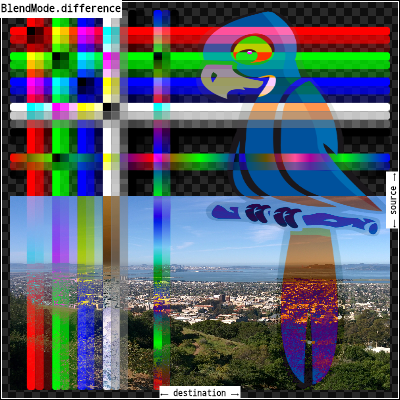 BlendMode.difference
← source →
← destination →